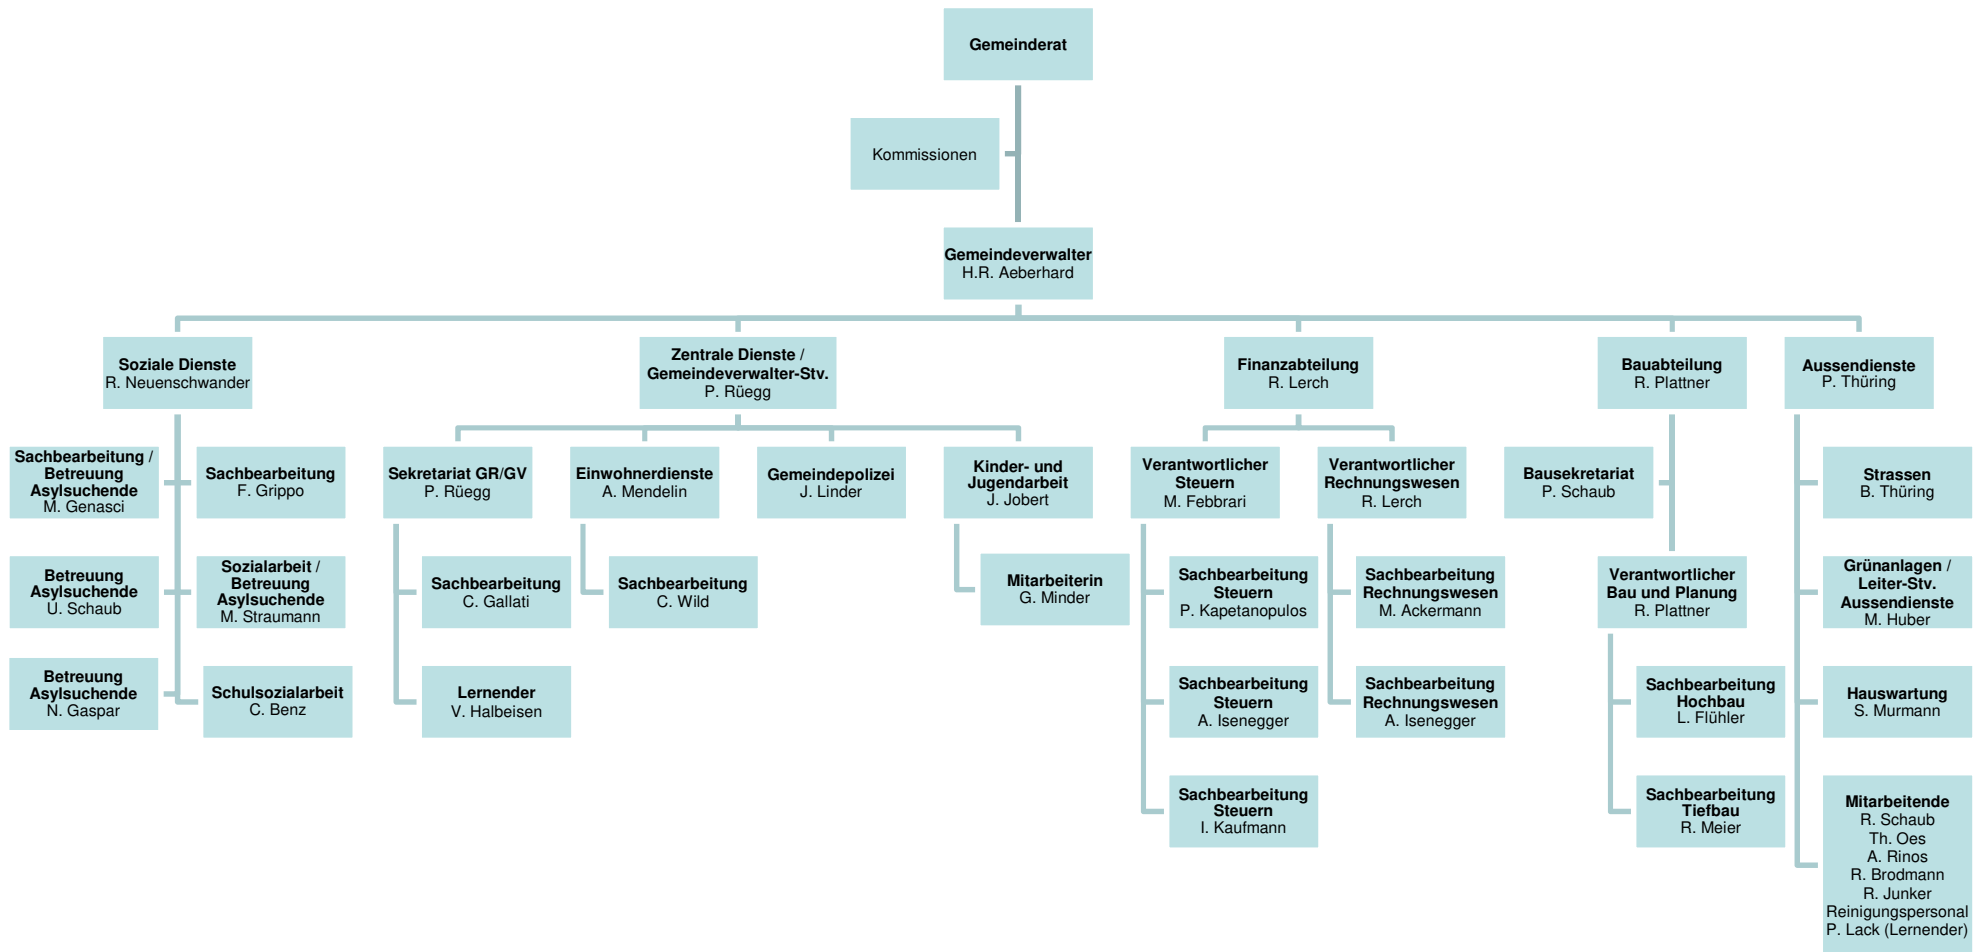 Gemeinderat
Kommissionen
Gemeindeverwalter
H.R. Aeberhard
Soziale Dienste
R. Neuenschwander
Zentrale Dienste /
Gemeindeverwalter-Stv.
P. Rüegg
Finanzabteilung
R. Lerch
Bauabteilung
R. Plattner
Aussendienste
P. Thüring
Sachbearbeitung /
Betreuung
Asylsuchende
M. Genasci
Sachbearbeitung
F. Grippo
Sekretariat GR/GV
P. Rüegg
Einwohnerdienste
A. Mendelin
Gemeindepolizei
J. Linder
Kinder- und
Jugendarbeit
J. Jobert
Verantwortlicher
Steuern
M. Febbrari
Verantwortlicher
Rechnungswesen
R. Lerch
Bausekretariat
P. Schaub
Strassen
B. Thüring
Betreuung
Asylsuchende
U. Schaub
Sozialarbeit /
Betreuung
Asylsuchende
M. Straumann
Sachbearbeitung
C. Gallati
Sachbearbeitung
C. Wild
Mitarbeiterin
G. Minder
Sachbearbeitung
Steuern
P. Kapetanopulos
Sachbearbeitung
Rechnungswesen
M. Ackermann
Verantwortlicher
Bau und Planung
R. Plattner
Grünanlagen /
Leiter-Stv.
Aussendienste
M. Huber
Betreuung
Asylsuchende
N. Gaspar
Schulsozialarbeit
C. Benz
Lernender
V. Halbeisen
Sachbearbeitung
Steuern
A. Isenegger
Sachbearbeitung
Rechnungswesen
A. Isenegger
Sachbearbeitung
Hochbau
L. Flühler
Hauswartung
S. Murmann
Sachbearbeitung
Steuern
I. Kaufmann
Sachbearbeitung
Tiefbau
R. Meier
Mitarbeitende
R. Schaub
Th. Oes
A. Rinos
R. Brodmann
R. Junker
Reinigungspersonal
P. Lack (Lernender)